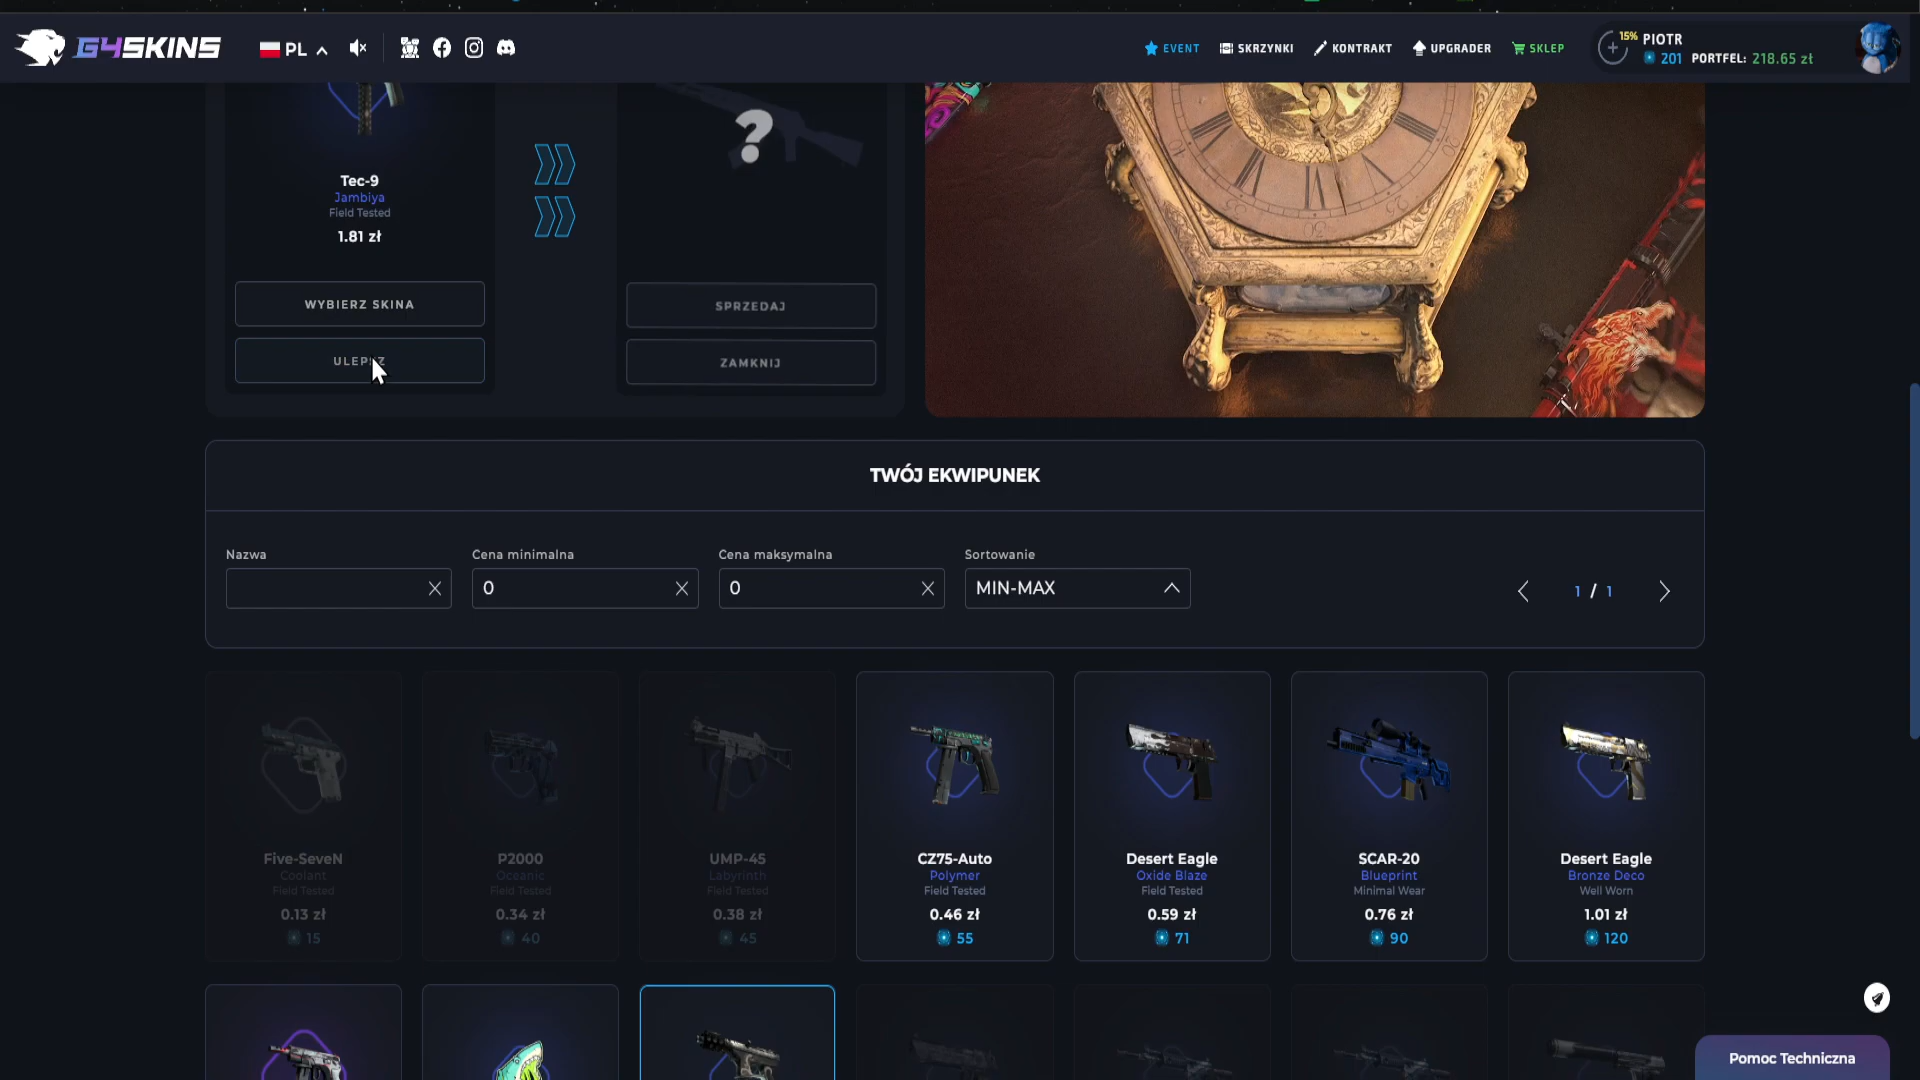 G4SKINS
PL
EVENT
SKRZYNKI
KONTRAKT
UPGRADER
SKLEP
15%
PIOTR
201 PORTFEL: 218.65 zł
?
Tec-9
Jambiya
Field Tested
1.81 zł
WYBIERZ SKINA
ULEPSZ
SPRZEDAJ
ZAMKNIJ
TWÓJ EKWIPUNEK
Nazwa
Cena minimalna
Cena maksymalna
Sortowanie
0
0
MIN-MAX
1 / 1
Five-SeveN
Coolant
Field Tested
0.13 zł
15
P2000
Oceanic
Field Tested
0.34 zł
40
UMP-45
Labyrinth
Field Tested
0.38 zł
45
CZ75-Auto
Polymer
Field Tested
0.46 zł
55
Desert Eagle
Oxide Blaze
Field Tested
0.59 zł
71
SCAR-20
Blueprint
Minimal Wear
0.76 zł
90
Desert Eagle
Bronze Deco
Well Worn
1.01 zł
120
Pomoc Techniczna